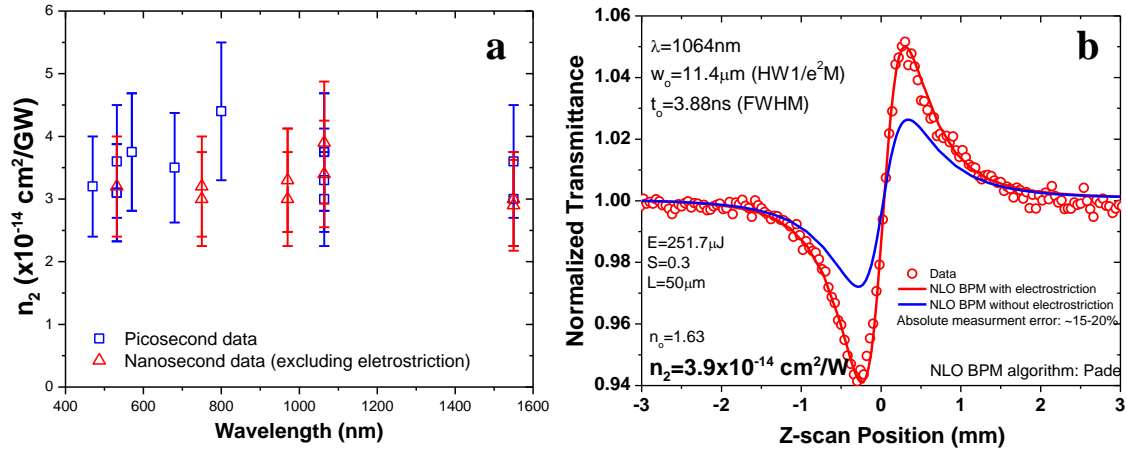 a
6
5
4
3
2
1
0
n2 (x10-14 cm2/GW)
Picosecond data
Nanosecond data (excluding eletrostriction)
400 600 800 1000 1200 1400 1600
Wavelength (nm)
b
1.06
1.04
1.02
1.00
0.98
0.96
0.94
Normalized Transmittance
λ=1064nm
wo=11.4μm (HW1/e2M)
to=3.88ns (FWHM)
E=251.7μJ
S=0.3
L=50μm
Data
NLO BPM with electrostriction
NLO BPM without electrostriction
Absolute measurment error: ~15-20%
no=1.63
n2=3.9x10-14 cm2/W
NLO BPM algorithm: Pade
-3 -2 -1 0 1 2 3
Z-scan Position (mm)